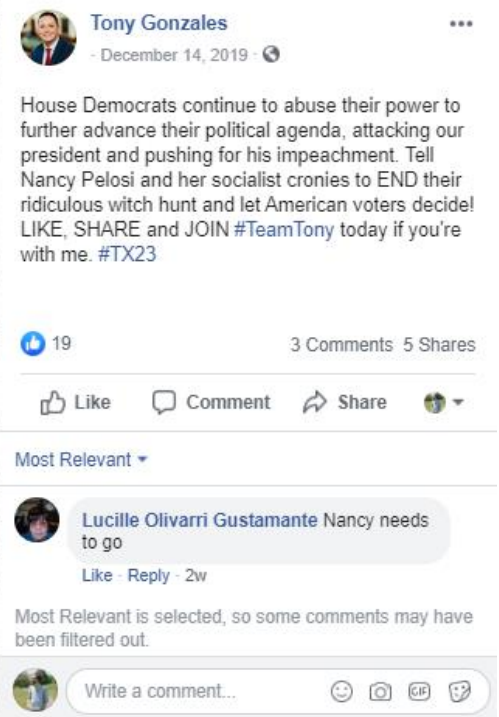 Tony Gonzales
- December 14, 2019 ·
House Democrats continue to abuse their power to
further advance their political agenda, attacking our
president and pushing for his impeachment. Tell
Nancy Pelosi and her socialist cronies to END their
ridiculous witch hunt and let American voters decide!
LIKE, SHARE and JOIN #TeamTony today if you're
with me. #TX23
19
3 Comments 5 Shares
Like Comment Share
Most Relevant
Lucille Olivarri Gustamante Nancy needs
to go
Like · Reply · 2w
Most Relevant is selected, so some comments may have
been filtered out.
Write a comment...
GIF